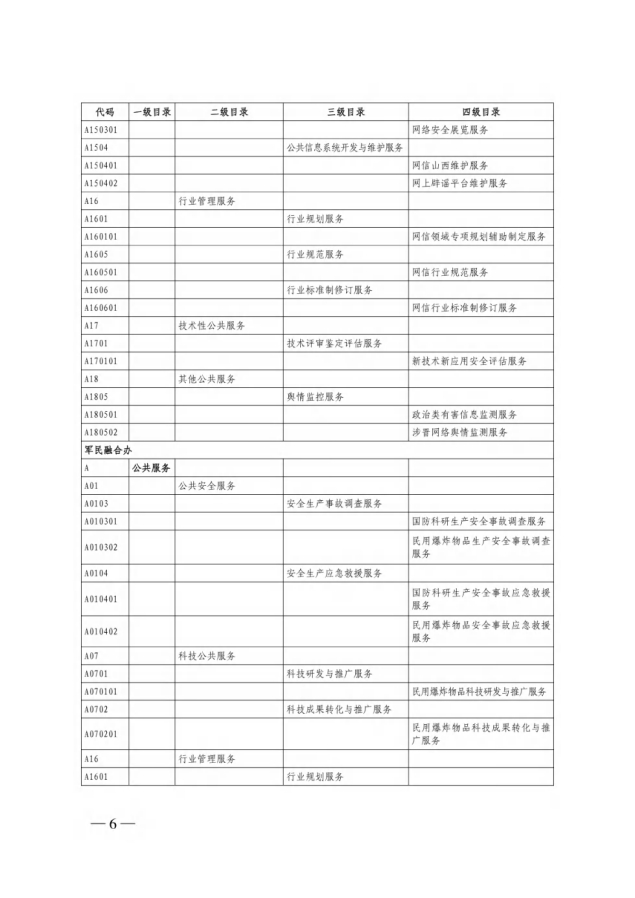 代码 一级目录 二级目录 三级目录 四级目录
A150301 网络安全展览服务
A1504 公共信息系统开发与维护服务
A150401 网信山西维护服务
A150402 网上辟谣平台维护服务
A16 行业管理服务
A1601 行业规划服务
A160101 网信领域专项规划辅助制定服务
A1605 行业规范服务
A160501 网信行业规范服务
A1606 行业标准制修订服务
A160601 网信行业标准制修订服务
A17 技术性公共服务
A1701 技术评审鉴定评估服务
A170101 新技术新应用安全评估服务
A18 其他公共服务
A1805 舆情监控服务
A180501 政治类有害信息监测服务
A180502 涉晋网络舆情监测服务
军民融合办
A 公共服务
A01 公共安全服务
A0103 安全生产事故调查服务
A010301 国防科研生产安全事故调查服务
A010302 民用爆炸物品生产安全事故调查
服务
A0104 安全生产应急救援服务
A010401 国防科研生产安全事故应急救援
服务
A010402 民用爆炸物品安全事故应急救援
服务
A07 科技公共服务
A0701 科技研发与推广服务
A070101 民用爆炸物品科技研发与推广服务
A0702 科技成果转化与推广服务
A070201 民用爆炸物品科技成果转化与推
广服务
A16 行业管理服务
A1601 行业规划服务
— 6 —